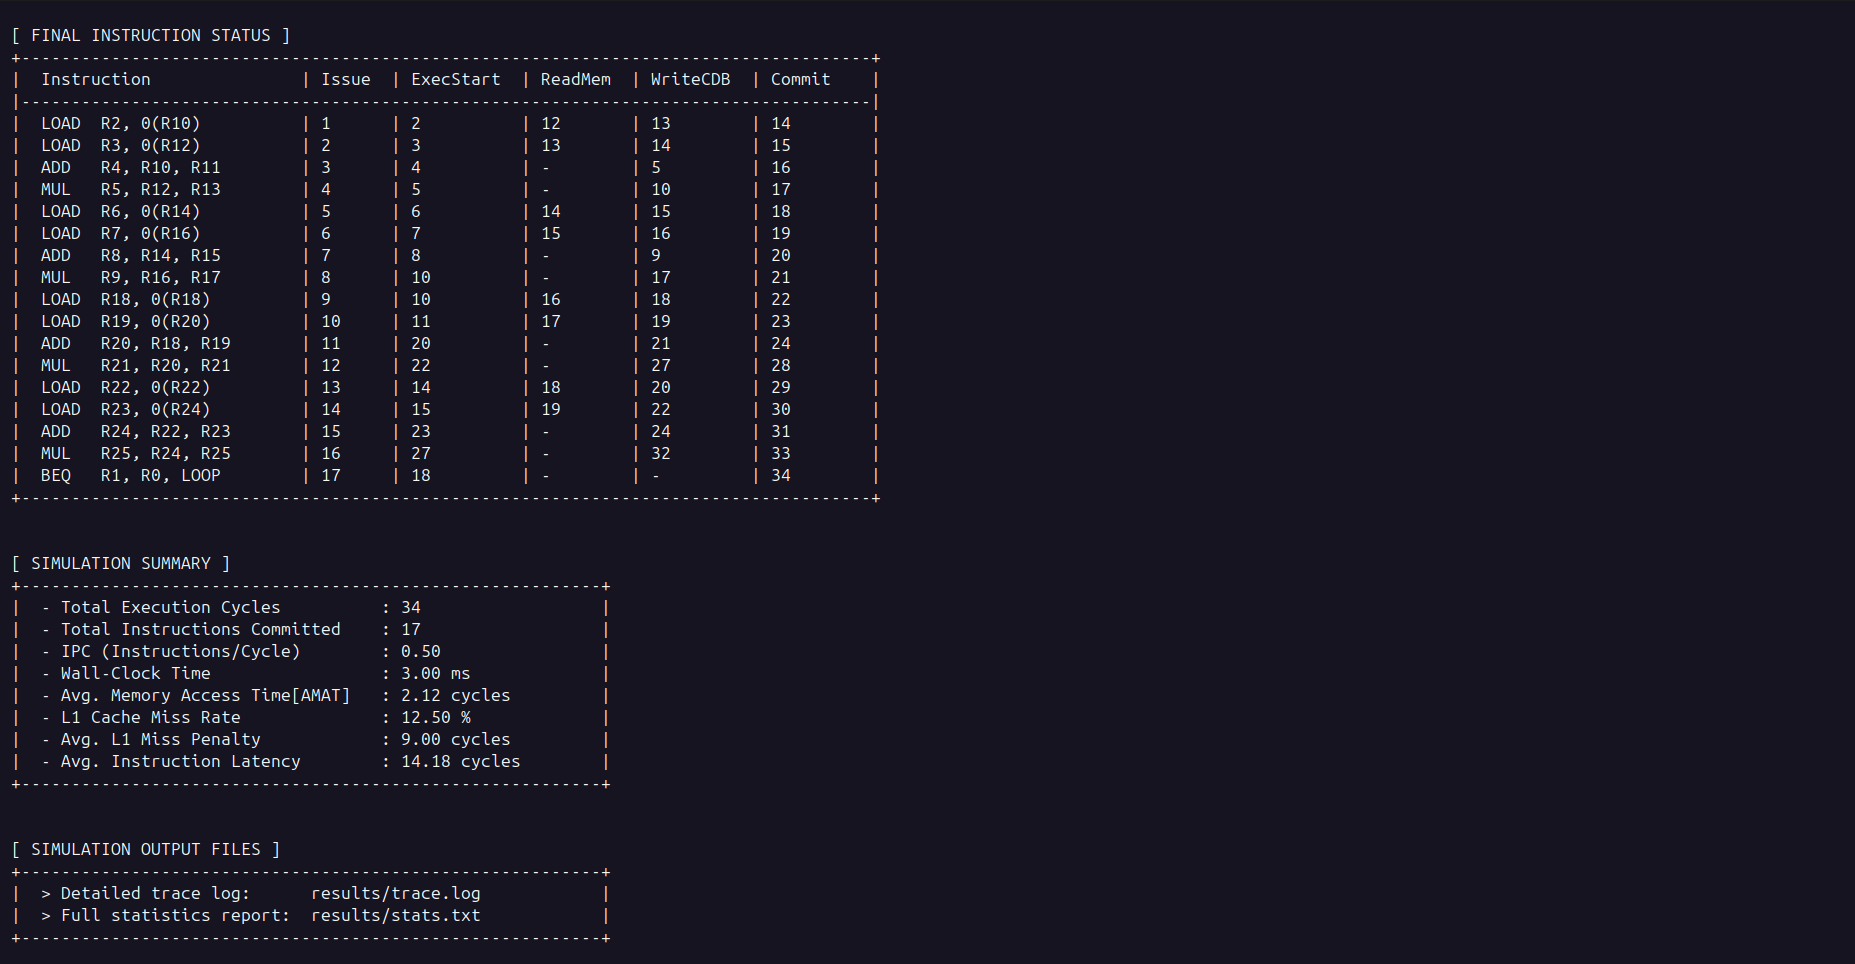 [ FINAL INSTRUCTION STATUS ]
+-------------------------------------------------------------------------------------+
|  Instruction               | Issue  | ExecStart  | ReadMem  | WriteCDB  | Commit    |
|-------------------------------------------------------------------------------------|
|  LOAD  R2, 0(R10)          | 1      | 2          | 12       | 13        | 14        |
|  LOAD  R3, 0(R12)          | 2      | 3          | 13       | 14        | 15        |
|  ADD   R4, R10, R11        | 3      | 4          | -        | 5         | 16        |
|  MUL   R5, R12, R13        | 4      | 5          | -        | 10        | 17        |
|  LOAD  R6, 0(R14)          | 5      | 6          | 14       | 15        | 18        |
|  LOAD  R7, 0(R16)          | 6      | 7          | 15       | 16        | 19        |
|  ADD   R8, R14, R15        | 7      | 8          | -        | 9         | 20        |
|  MUL   R9, R16, R17        | 8      | 10         | -        | 17        | 21        |
|  LOAD  R18, 0(R18)         | 9      | 10         | 16       | 18        | 22        |
|  LOAD  R19, 0(R20)         | 10     | 11         | 17       | 19        | 23        |
|  ADD   R20, R18, R19       | 11     | 20         | -        | 21        | 24        |
|  MUL   R21, R20, R21       | 12     | 22         | -        | 27        | 28        |
|  LOAD  R22, 0(R22)         | 13     | 14         | 18       | 20        | 29        |
|  LOAD  R23, 0(R24)         | 14     | 15         | 19       | 22        | 30        |
|  ADD   R24, R22, R23       | 15     | 23         | -        | 24        | 31        |
|  MUL   R25, R24, R25       | 16     | 27         | -        | 32        | 33        |
|  BEQ   R1, R0, LOOP        | 17     | 18         | -        | -         | 34        |
+-------------------------------------------------------------------------------------+
[ SIMULATION SUMMARY ]
+----------------------------------------------------------+
|  - Total Execution Cycles          : 34                  |
|  - Total Instructions Committed    : 17                  |
|  - IPC (Instructions/Cycle)        : 0.50                |
|  - Wall-Clock Time                 : 3.00 ms             |
|  - Avg. Memory Access Time[AMAT]   : 2.12 cycles         |
|  - L1 Cache Miss Rate              : 12.50 %             |
|  - Avg. L1 Miss Penalty            : 9.00 cycles         |
|  - Avg. Instruction Latency        : 14.18 cycles        |
+----------------------------------------------------------+
[ SIMULATION OUTPUT FILES ]
+----------------------------------------------------------+
|  > Detailed trace log:      results/trace.log            |
|  > Full statistics report:  results/stats.txt            |
+----------------------------------------------------------+